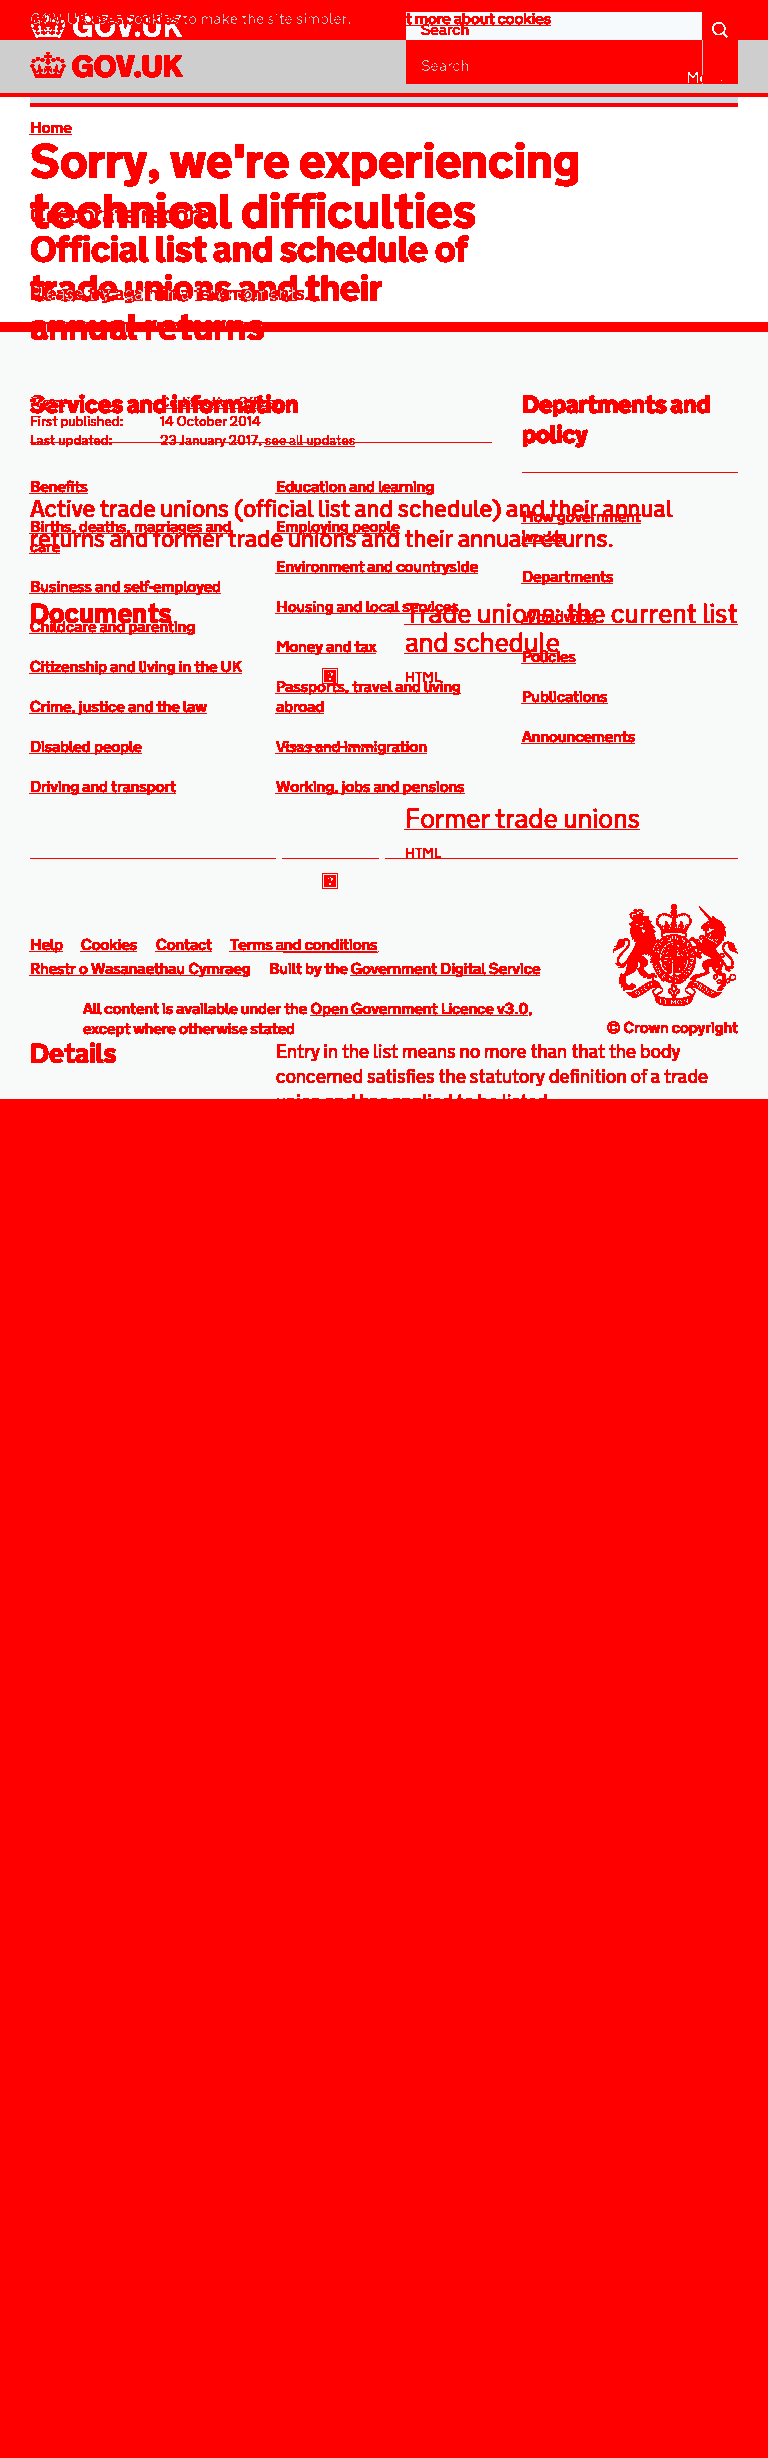 GOV.UK uses cookies to make the site simpler. t more about cookies
GOV.UK
Search
GOV.UK
Search
Home
Sorry, we're experiencing
technical difficulties
Official list and schedule of
trade unions and their
Please try again in a few moments.
annual returns
Services and information
Departments and
policy
First published: 14 October 2014
Last updated: 23 January 2017, see all updates
Benefits
Education and learning
Active trade unions (official list and schedule) and their annual
How government
works
Births, deaths, marriages and
care
Employing people
returns and former trade unions and their annual returns.
Environment and countryside
Departments
Business and self-employed
Housing and local services
Documents
Trade unions: the current list
and schedule
Worldwide
Childcare and parenting
Money and tax
Policies
Citizenship and living in the UK
HTML
Passports, travel and living
abroad
Publications
Crime, justice and the law
Announcements
Disabled people
Visas and immigration
Driving and transport
Working, jobs and pensions
Former trade unions
HTML
Help Cookies Contact Terms and conditions
Rhestr o Wasanaethau Cymraeg Built by the Government Digital Service
All content is available under the Open Government Licence v3.0,
except where otherwise stated
© Crown copyright
Details
Entry in the list means no more than that the body
concerned satisfies the statutory definition of a trade
union and has applied to be listed